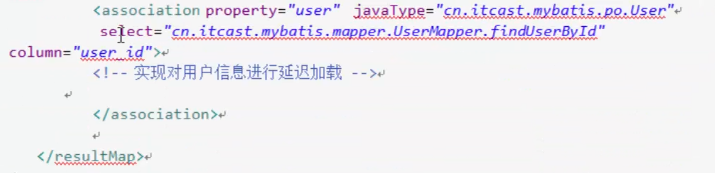 <association property="user" javaType="cn.itcast.mybatis.po.User"
select="cn.itcast.mybatis.mapper.UserMapper.findUserById"
column="user_id">
<!-- 实现对用户信息进行延迟加载 -->
</association>
</resultMap>